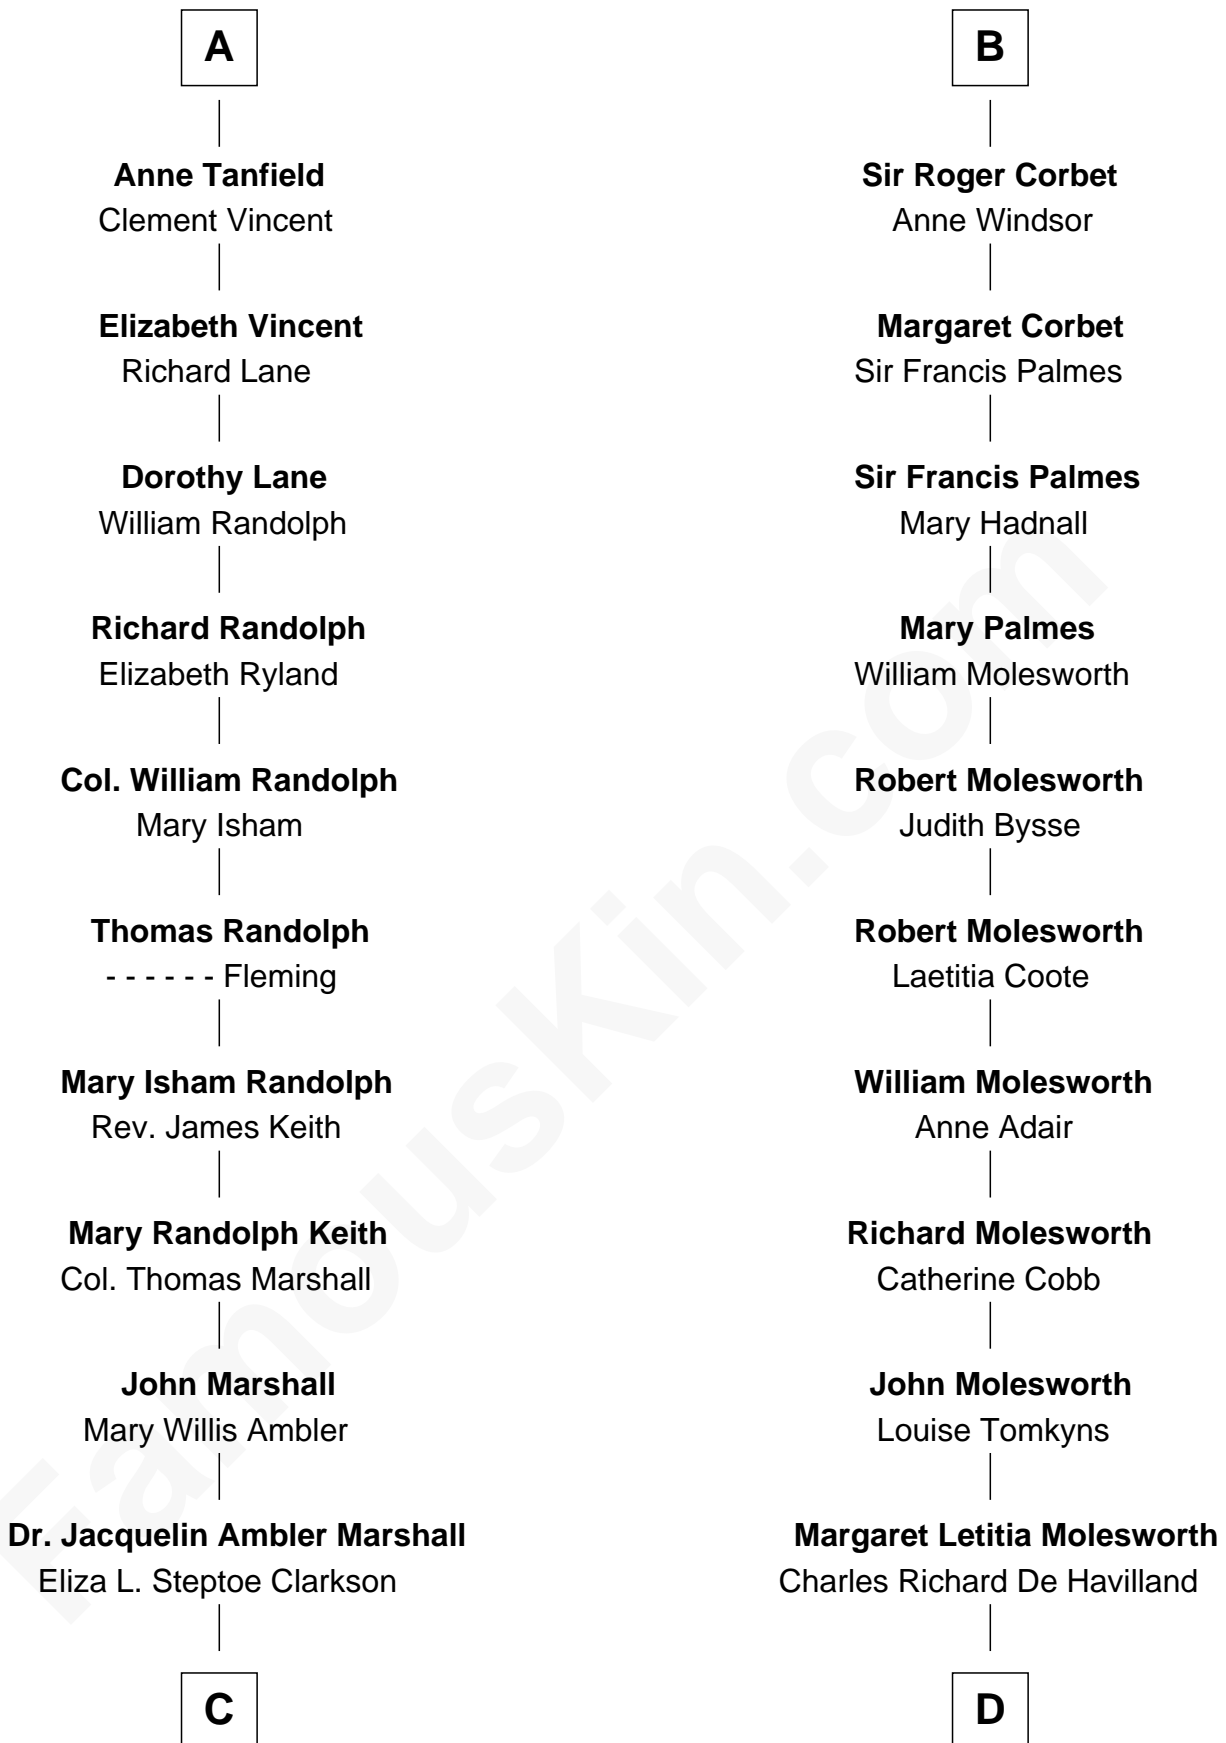 A
Anne Tanfield
Clement Vincent
Elizabeth Vincent
Richard Lane
Dorothy Lane
William Randolph
Richard Randolph
Elizabeth Ryland
Col. William Randolph
Mary Isham
Thomas Randolph
- - - - - - Fleming
Mary Isham Randolph
Rev. James Keith
Mary Randolph Keith
Col. Thomas Marshall
John Marshall
Mary Willis Ambler
Dr. Jacquelin Ambler Marshall
Eliza L. Steptoe Clarkson
C
B
Sir Roger Corbet
Anne Windsor
Margaret Corbet
Sir Francis Palmes
Sir Francis Palmes
Mary Hadnall
Mary Palmes
William Molesworth
Robert Molesworth
Judith Bysse
Robert Molesworth
Laetitia Coote
William Molesworth
Anne Adair
Richard Molesworth
Catherine Cobb
John Molesworth
Louise Tomkyns
Margaret Letitia Molesworth
Charles Richard De Havilland
D
FamousKin.com